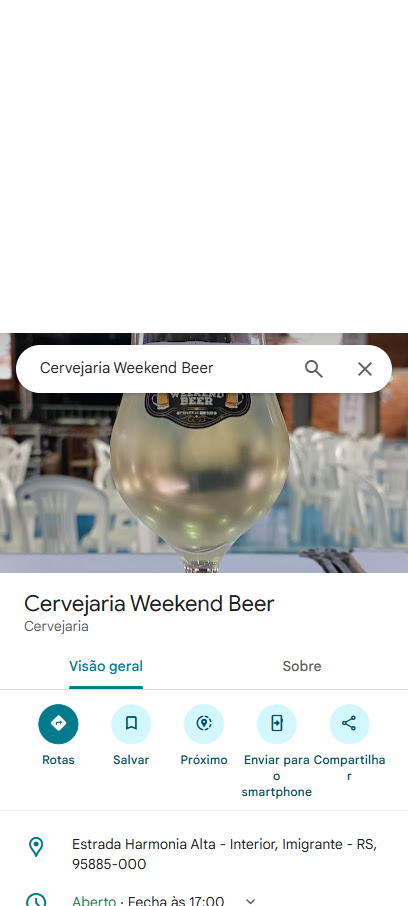 Cervejaria Weekend Beer
WEEKEND
BEER
Cervejaria Weekend Beer
Cervejaria
Visão geral
Sobre
Rotas
Salvar
Próximo
Enviar para
o
smartphone
Compartilha
r
Estrada Harmonia Alta - Interior, Imigrante - RS,
95885-000
Aberto · Fecha às 17:00